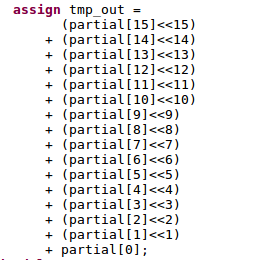 assign tmp_out =
(partial[15]<<15)
+ (partial[14]<<14)
+ (partial[13]<<13)
+ (partial[12]<<12)
+ (partial[11]<<11)
+ (partial[10]<<10)
+ (partial[9]<<9)
+ (partial[8]<<8)
+ (partial[7]<<7)
+ (partial[6]<<6)
+ (partial[5]<<5)
+ (partial[4]<<4)
+ (partial[3]<<3)
+ (partial[2]<<2)
+ (partial[1]<<1)
+ partial[0];